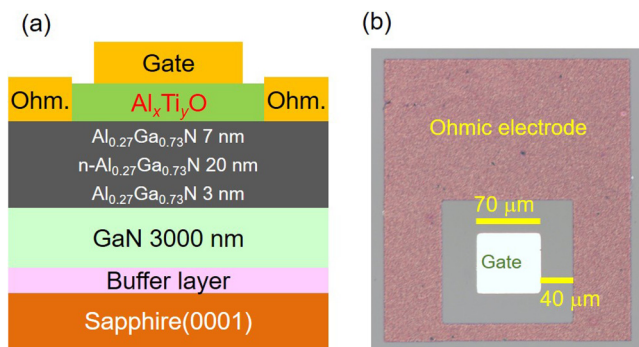 (a)
Gate
Ohm.
AlxTiyO
Ohm.
Al0.27Ga0.73N 7 nm
n-Al0.27Ga0.73N 20 nm
Al0.27Ga0.73N 3 nm
GaN 3000 nm
Buffer layer
Sapphire(0001)
(b)
Ohmic electrode
70 μm
Gate
40 μm